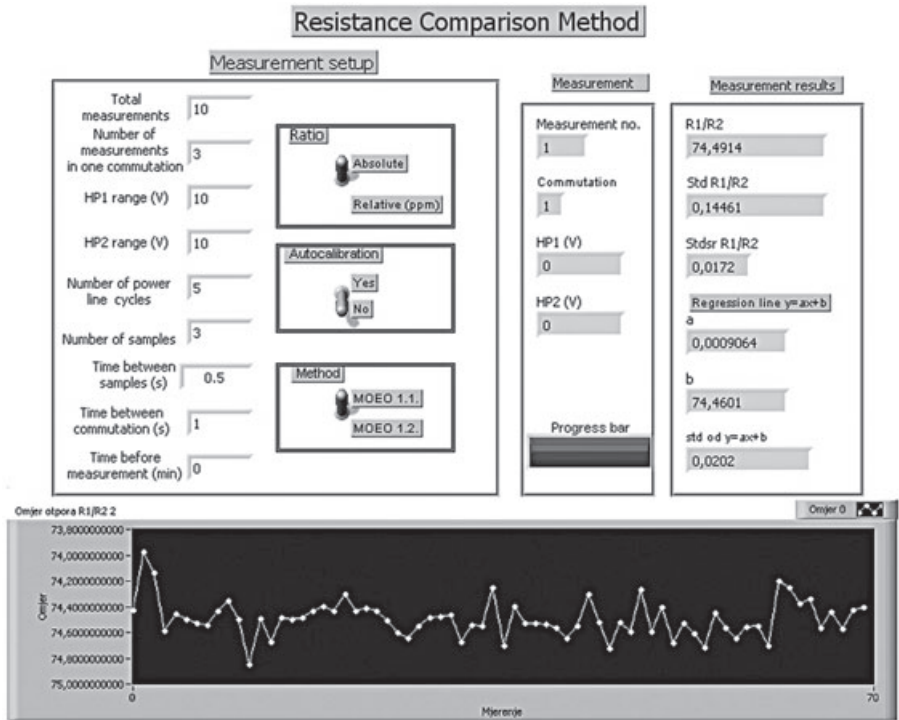 Resistance Comparison Method
Measurement setup
Total
measurements
10
Number of
measurements
in one commutation
3
HP1 range (V)
10
HP2 range (V)
10
Number of power
line cycles
5
Number of samples
3
Time between
samples (s)
0.5
Time between
commutation (s)
1
Time before
measurement (min)
0
Ratio
Absolute
Relative (ppm)
Autocalibration
Yes
No
Method
MOEO 1.1.
MOEO 1.2.
Measurement
Measurement no.
1
Commutation
1
HP1 (V)
0
HP2 (V)
0
Progress bar
Measurement results
R1/R2
74,4914
Std R1/R2
0,14461
Stdsr R1/R2
0,0172
Regression line y=ax+b
a
0,0009064
b
74,4601
std od y=ax+b
0,0202
Omjer otpora R1/R2 2
Omjer 0
Omjer
73,8000000000
74,0000000000
74,2000000000
74,4000000000
74,6000000000
74,8000000000
75,0000000000
0
70
Mjerenje